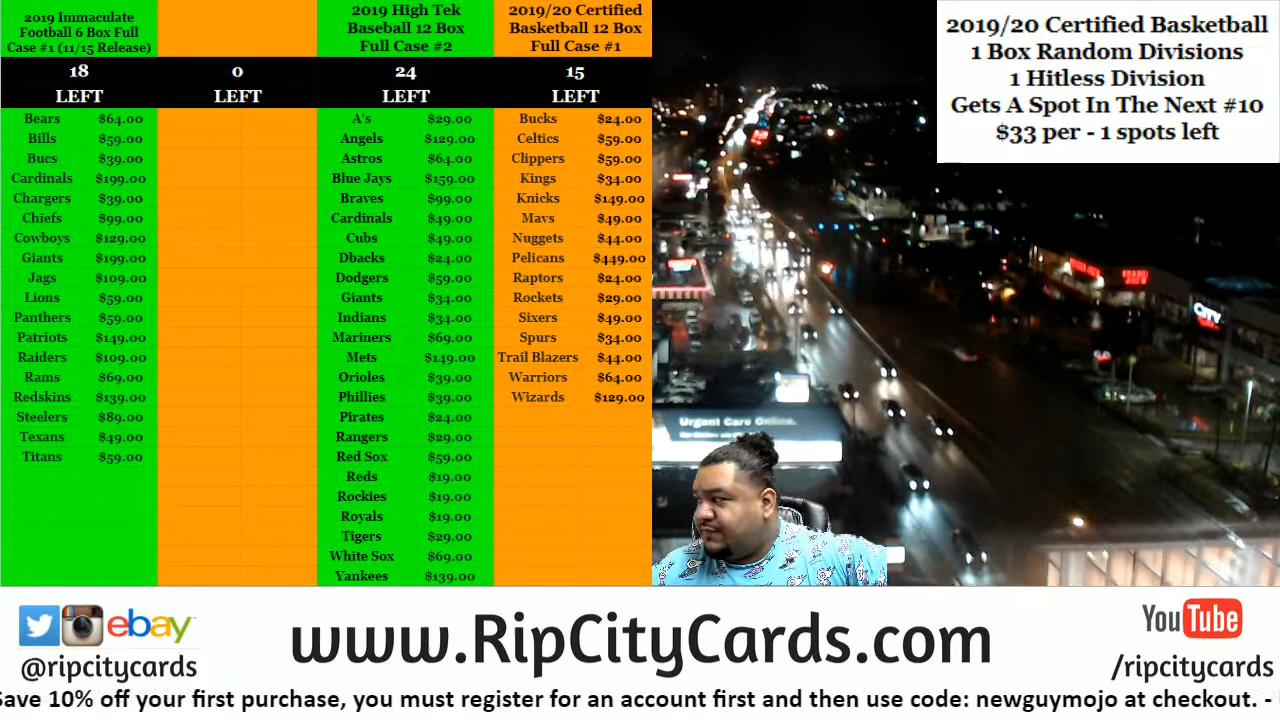 2019 Immaculate
Football 6 Box Full
Case #1 (11/15 Release)
18
LEFT
Bears $64.00
Bills $59.00
Bucs $39.00
Cardinals $199.00
Chargers $39.00
Chiefs $99.00
Cowboys $129.00
Giants $199.00
Jags $109.00
Lions $59.00
Panthers $59.00
Patriots $149.00
Raiders $109.00
Rams $69.00
Redskins $139.00
Steelers $89.00
Texans $49.00
Titans $59.00
0
LEFT
2019 High Tek
Baseball 12 Box
Full Case #2
24
LEFT
A's $29.00
Angels $129.00
Astros $64.00
Blue Jays $159.00
Braves $99.00
Cardinals $49.00
Cubs $49.00
Dbacks $24.00
Dodgers $59.00
Giants $34.00
Indians $34.00
Mariners $69.00
Mets $149.00
Orioles $39.00
Phillies $39.00
Pirates $24.00
Rangers $29.00
Red Sox $59.00
Reds $19.00
Rockies $19.00
Royals $19.00
Tigers $29.00
White Sox $69.00
Yankees $139.00
2019/20 Certified
Basketball 12 Box
Full Case #1
15
LEFT
Bucks $24.00
Celtics $59.00
Clippers $59.00
Kings $34.00
Knicks $149.00
Mavs $49.00
Nuggets $44.00
Pelicans $449.00
Raptors $24.00
Rockets $29.00
Sixers $49.00
Spurs $34.00
Trail Blazers $44.00
Warriors $64.00
Wizards $129.00
2019/20 Certified Basketball
1 Box Random Divisions
1 Hitless Division
Gets A Spot In The Next #10
$33 per - 1 spots left
Urgent Care Online.
ebay
@ripcitycards
www.RipCityCards.com
YouTube
/ripcitycards
Save 10% off your first purchase, you must register for an account first and then use code: newguymojo at checkout. -